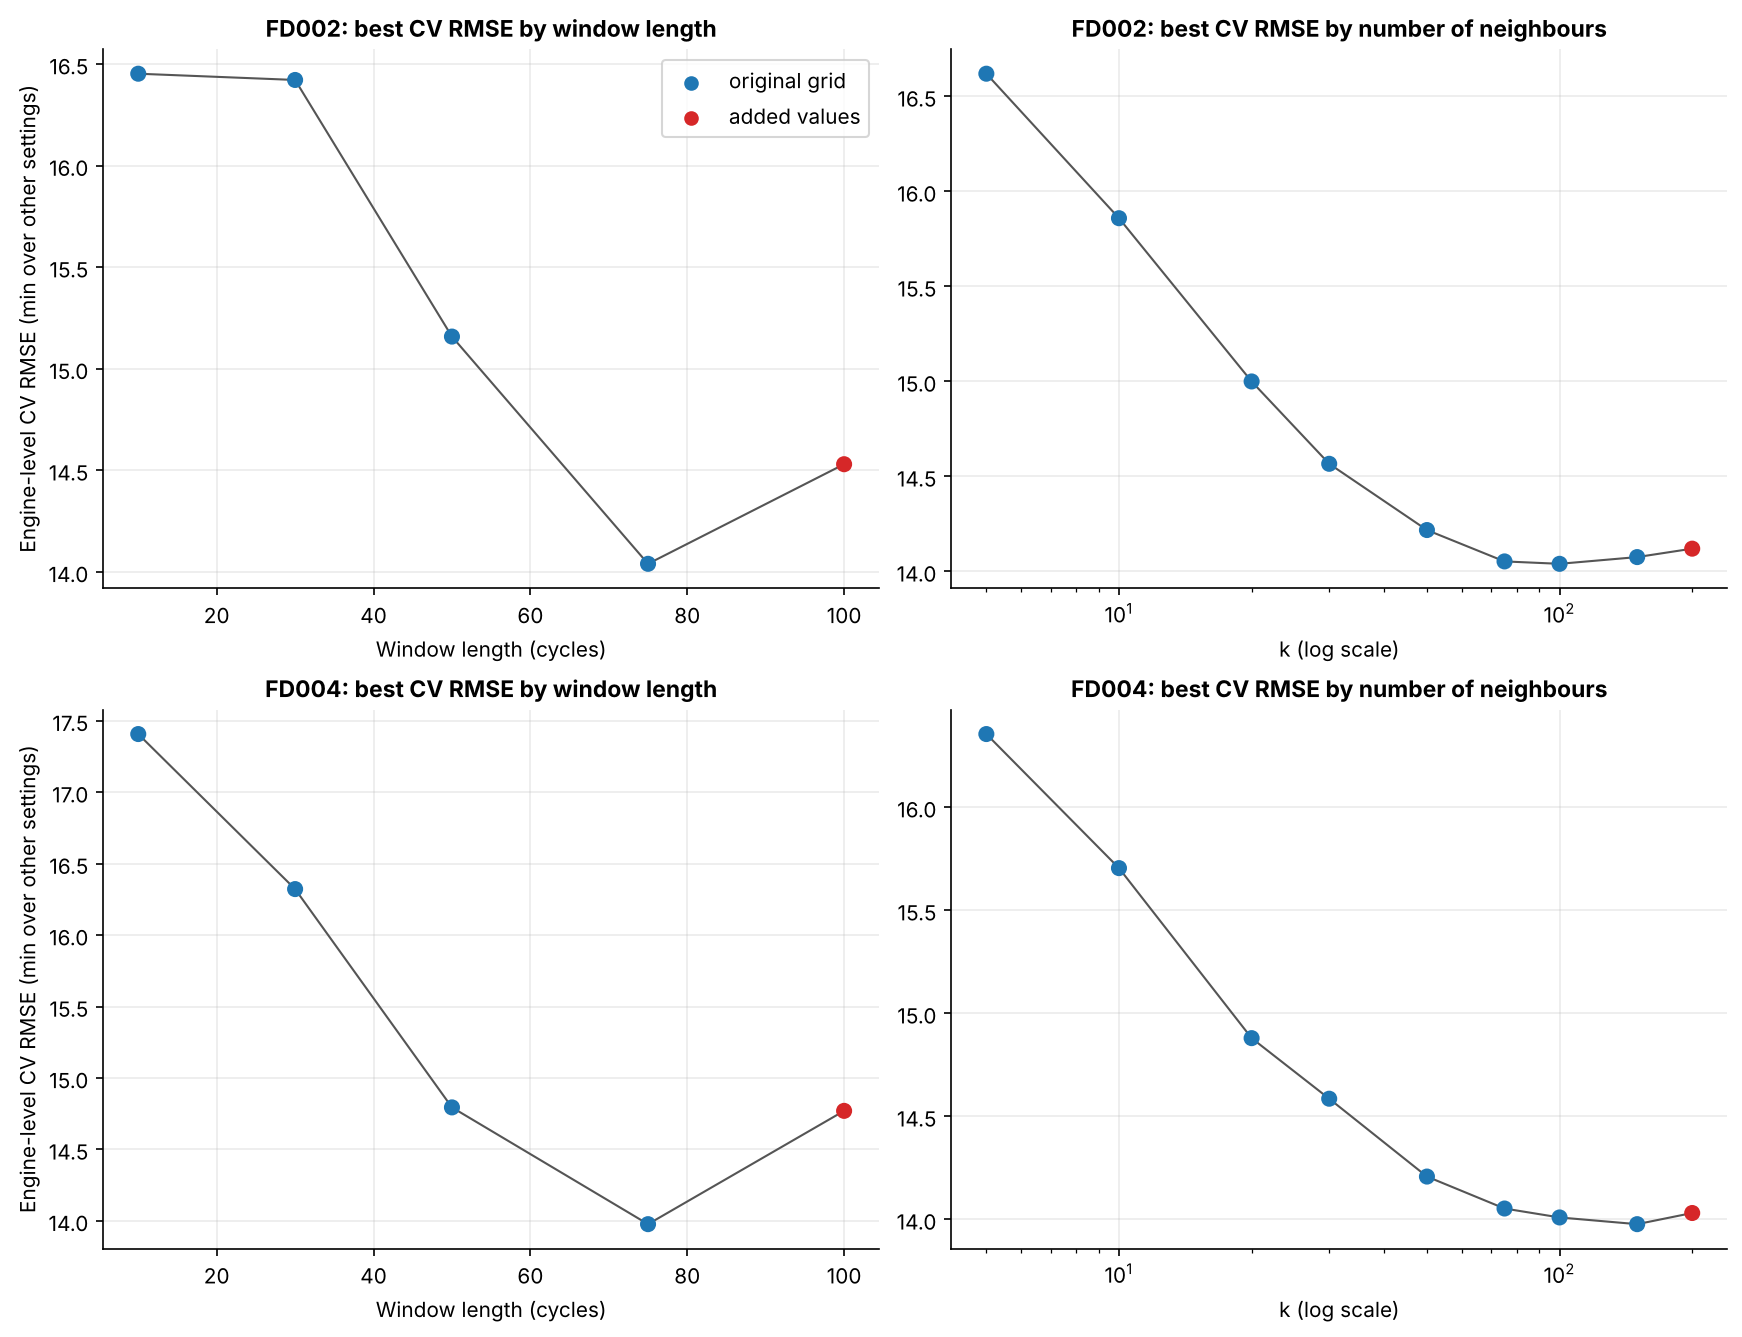 FD002: best CV RMSE by window length
Engine-level CV RMSE (min over other settings)
16.5
16.0
15.5
15.0
14.5
14.0
original grid
added values
20 40 60 80 100
Window length (cycles)
FD002: best CV RMSE by number of neighbours
16.5
16.0
15.5
15.0
14.5
14.0
10¹ 10²
k (log scale)
FD004: best CV RMSE by window length
Engine-level CV RMSE (min over other settings)
17.5
17.0
16.5
16.0
15.5
15.0
14.5
14.0
20 40 60 80 100
Window length (cycles)
FD004: best CV RMSE by number of neighbours
16.0
15.5
15.0
14.5
14.0
10¹ 10²
k (log scale)